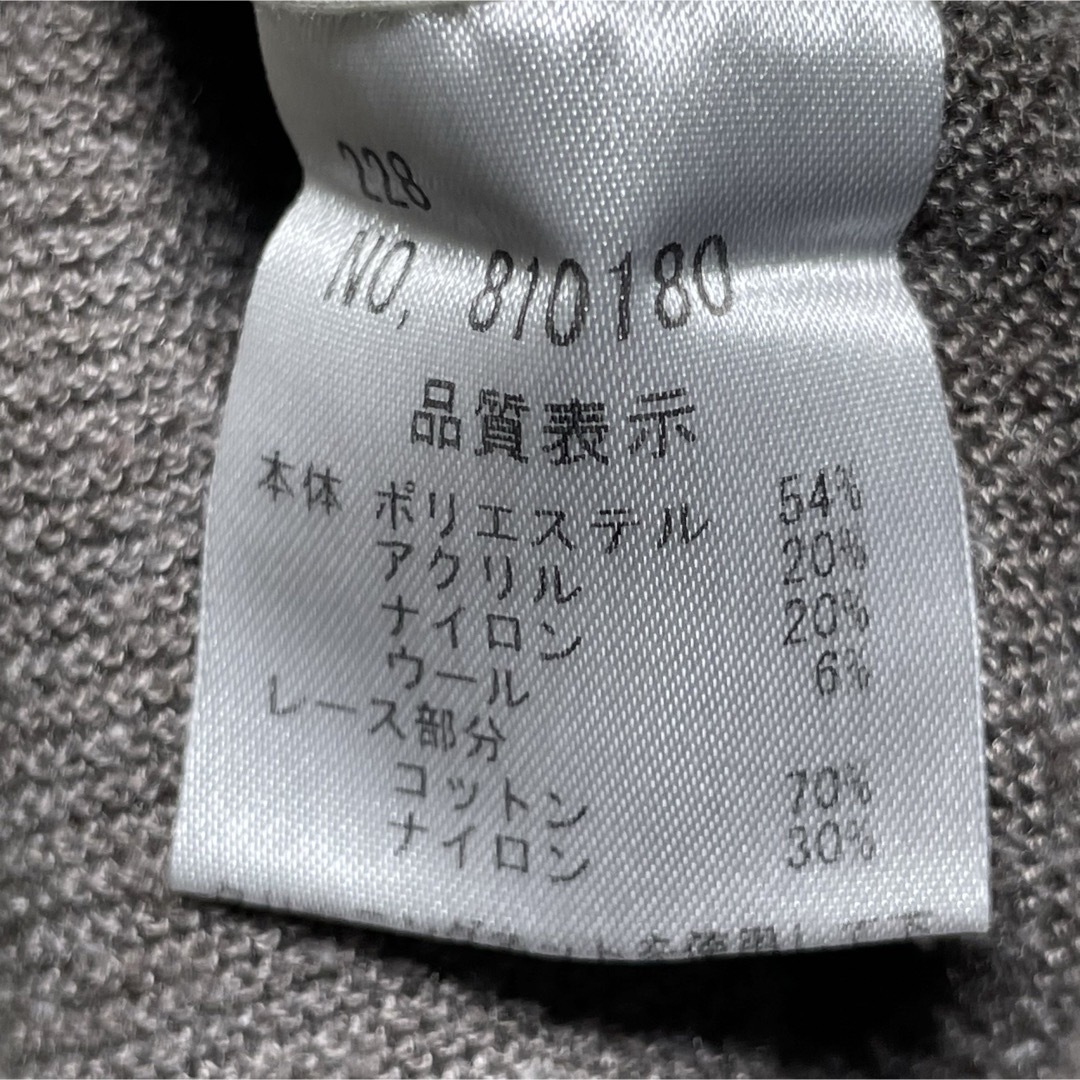 228
NO, 810180
品質表示
本体 ポリエステル 54%
アクリル 20%
ナイロン 20%
ウール 6%
レース部分
コットン 70%
ナイロン 30%